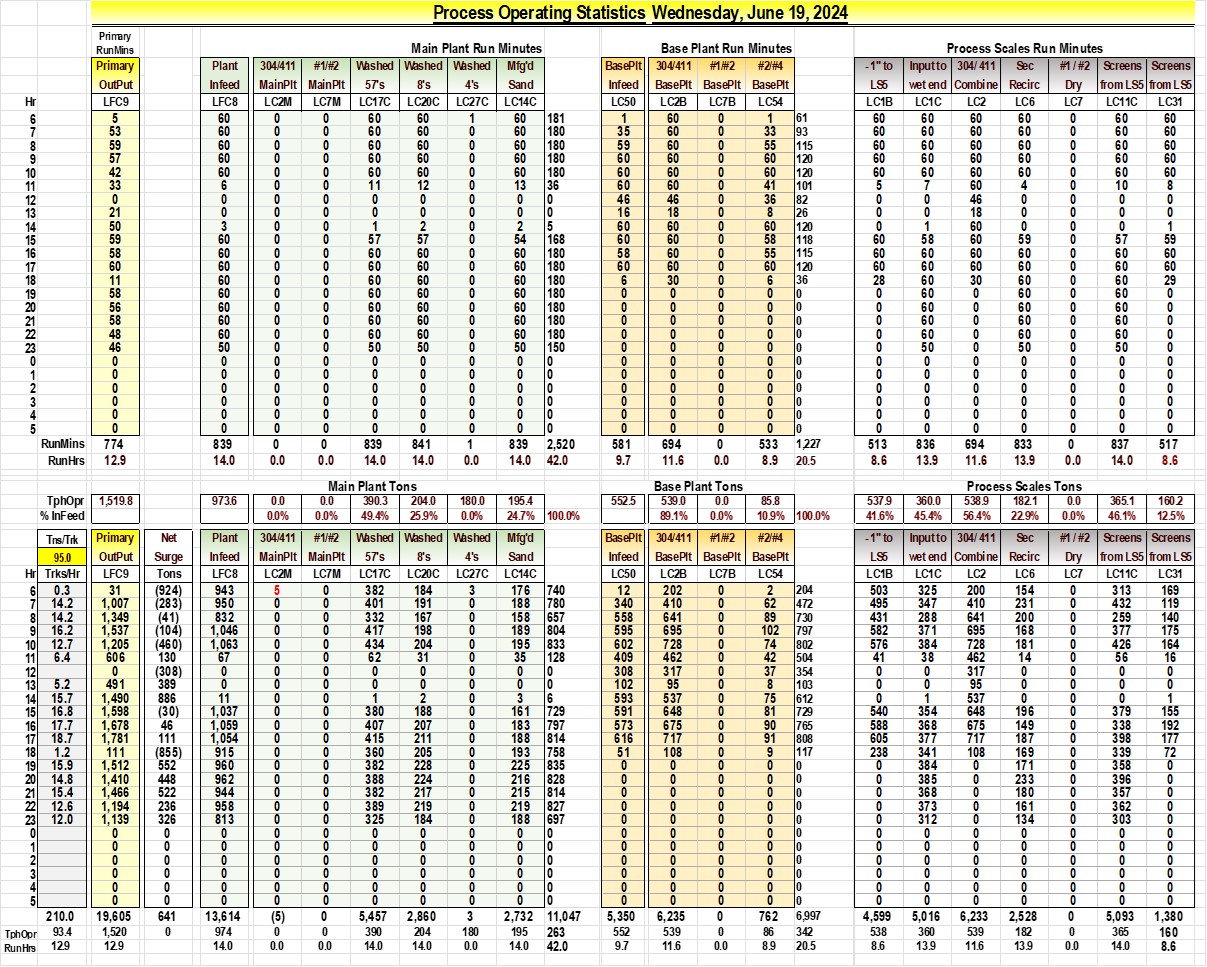 Process Operating Statistics Wednesday, June 19, 2024
Primary
RunMins Main Plant Run Minutes Base Plant Run Minutes Process Scales Run Minutes
Primary Plant 304/411 #1/#2 Washed Washed Washed Mfg'd BasePlt 304/411 #1#2 #2/#4 -1" to Input to 304/ 411 Sec #1 / #2 Screens Screens
OutPut Infeed MainPlt MainPlt 57's 8's 4's Sand Infeed BasePlt BasePlt BasePlt LS5 wet end Combine Recirc Dry from LS5 from LS5
Hr LFC9 LFC8 LC2M LC7M LC17C LC20C LC27C LC14C LC50 LC2B LC7B LC54 LC1B LC1C LC2 LC6 LC7 LC11C LC31
6 5 60 0 0 60 60 1 60 181 1 60 0 1 61 60 60 60 60 0 60 60
7 53 60 0 0 60 60 0 60 180 35 60 0 33 93 60 60 60 60 0 60 60
8 59 60 0 0 60 60 0 60 180 59 60 0 55 115 60 60 60 60 0 60 60
9 57 60 0 0 60 60 0 60 180 60 60 0 60 120 60 60 60 60 0 60 60
10 42 60 0 0 60 60 0 60 180 60 60 0 60 120 60 60 60 60 0 60 60
11 33 6 0 0 11 12 0 13 36 60 60 0 41 101 5 7 60 4 0 10 8
12 0 0 0 0 0 0 0 0 0 46 46 0 36 82 0 0 46 0 0 0 0
13 21 0 0 0 0 0 0 0 0 16 18 0 8 26 0 0 18 0 0 0 0
14 50 3 0 0 1 2 0 2 5 60 60 0 60 120 0 1 60 0 0 0 1
15 59 60 0 0 57 57 0 54 168 60 60 0 58 118 60 58 60 59 0 57 59
16 58 60 0 0 60 60 0 60 180 58 60 0 55 115 60 60 60 60 0 60 60
17 60 60 0 0 60 60 0 60 180 60 60 0 60 120 60 60 60 60 0 60 60
18 11 60 0 0 60 60 0 60 180 6 30 0 6 36 28 60 30 60 0 60 29
19 58 60 0 0 60 60 0 60 180 0 0 0 0 0 0 60 0 60 0 60 0
20 56 60 0 0 60 60 0 60 180 0 0 0 0 0 0 60 0 60 0 60 0
21 58 60 0 0 60 60 0 60 180 0 0 0 0 0 0 60 0 60 0 60 0
22 48 60 0 0 60 60 0 60 180 0 0 0 0 0 0 60 0 60 0 60 0
23 46 50 0 0 50 50 0 50 150 0 0 0 0 0 0 50 0 50 0 50 0
0 0 0 0 0 0 0 0 0 0 0 0 0 0 0 0 0 0 0 0 0
1 0 0 0 0 0 0 0 0 0 0 0 0 0 0 0 0 0 0 0 0
2 0 0 0 0 0 0 0 0 0 0 0 0 0 0 0 0 0 0 0 0
3 0 0 0 0 0 0 0 0 0 0 0 0 0 0 0 0 0 0 0 0
4 0 0 0 0 0 0 0 0 0 0 0 0 0 0 0 0 0 0 0 0
5 0 0 0 0 0 0 0 0 0 0 0 0 0 0 0 0 0 0 0 0
RunMins 774 839 0 0 839 841 1 839 2,520 581 694 0 533 1,227 513 836 694 833 0 837 517
RunHrs 12.9 14.0 0.0 0.0 14.0 14.0 0.0 14.0 42.0 9.7 11.6 0.0 8.9 20.5 8.6 13.9 11.6 13.9 0.0 14.0 8.6
Main Plant Tons Base Plant Tons Process Scales Tons
TphOpr 1,519.8 973.6 0.0 0.0 390.3 204.0 180.0 195.4 552.5 539.0 0.0 85.8 537.9 360.0 538.9 182.1 0.0 365.1 160.2
% InFeed 0.0% 0.0% 49.4% 25.9% 0.0% 24.7% 100.0% 89.1% 0.0% 10.9% 100.0% 41.6% 45.4% 56.4% 22.9% 0.0% 46.1% 12.5%
Tns/Trk Primary Net Plant 304/411 #1/#2 Washed Washed Washed Mfg'd BasePlt 304/411 #1#2 #2/#4 -1" to Input to 304/ 411 Sec #1 / #2 Screens Screens
95.0 OutPut Surge Infeed MainPlt MainPlt 57's 8's 4's Sand Infeed BasePlt BasePlt BasePlt LS5 wet end Combine Recirc Dry from LS5 from LS5
Hr Trks/Hr LFC9 Tons LFC8 LC2M LC7M LC17C LC20C LC27C LC14C LC50 LC2B LC7B LC54 LC1B LC1C LC2 LC6 LC7 LC11C LC31
6 0.3 31 (924) 943 5 0 382 184 3 176 740 12 202 0 2 204 503 325 200 154 0 313 169
7 14.2 1,007 (283) 950 0 0 401 191 0 188 780 340 410 0 62 472 495 347 410 231 0 432 119
8 14.2 1,349 (41) 832 0 0 332 167 0 158 657 558 641 0 89 730 431 288 641 200 0 259 140
9 16.2 1,537 (104) 1,046 0 0 417 198 0 189 804 595 695 0 102 797 582 371 695 168 0 377 175
10 12.7 1,205 (460) 1,063 0 0 434 204 0 195 833 602 728 0 74 802 576 384 728 181 0 426 164
11 6.4 606 130 67 0 0 62 31 0 35 128 409 462 0 42 504 41 38 462 14 0 56 16
12 0 (308) 0 0 0 0 0 0 0 0 308 317 0 37 354 0 0 317 0 0 0 0
13 5.2 491 389 0 0 0 0 0 0 0 0 102 95 0 8 103 0 0 95 0 0 0 0
14 15.7 1,490 886 11 0 0 1 2 0 3 6 593 537 0 75 612 0 1 537 0 0 0 1
15 16.8 1,598 (30) 1,037 0 0 380 188 0 161 729 591 648 0 81 729 540 354 648 196 0 379 155
16 17.7 1,678 46 1,059 0 0 407 207 0 183 797 573 675 0 90 765 588 368 675 149 0 338 192
17 18.7 1,781 111 1,054 0 0 415 211 0 188 814 616 717 0 91 808 605 377 717 187 0 398 177
18 1.2 111 (855) 915 0 0 360 205 0 193 758 51 108 0 9 117 238 341 108 169 0 339 72
19 15.9 1,512 552 960 0 0 382 228 0 225 835 0 0 0 0 0 0 384 0 171 0 358 0
20 14.8 1,410 448 962 0 0 388 224 0 216 828 0 0 0 0 0 0 385 0 233 0 396 0
21 15.4 1,466 522 944 0 0 382 217 0 215 814 0 0 0 0 0 0 368 0 180 0 357 0
22 12.6 1,194 236 958 0 0 389 219 0 219 827 0 0 0 0 0 0 373 0 161 0 362 0
23 12.0 1,139 326 813 0 0 325 184 0 188 697 0 0 0 0 0 0 312 0 134 0 303 0
0 0 0 0 0 0 0 0 0 0 0 0 0 0 0 0 0 0 0 0 0 0
1 0 0 0 0 0 0 0 0 0 0 0 0 0 0 0 0 0 0 0 0 0 0
2 0 0 0 0 0 0 0 0 0 0 0 0 0 0 0 0 0 0 0 0 0 0
3 0 0 0 0 0 0 0 0 0 0 0 0 0 0 0 0 0 0 0 0 0 0
4 0 0 0 0 0 0 0 0 0 0 0 0 0 0 0 0 0 0 0 0 0 0
5 0 0 0 0 0 0 0 0 0 0 0 0 0 0 0 0 0 0 0 0 0 0
210.0 19,605 641 13,614 (5) 0 5,457 2,860 3 2,732 11,047 5,350 6,235 0 762 6,997 4,599 5,016 6,233 2,528 0 5,093 1,380
TphOpr 93.4 1,520 0 974 0 0 390 204 180 195 263 552 539 0 86 342 538 360 539 182 0 365 160
RunHrs 12.9 12.9 14.0 0.0 0.0 14.0 14.0 0.0 14.0 42.0 9.7 11.6 0.0 8.9 20.5 8.6 13.9 11.6 13.9 0.0 14.0 8.6